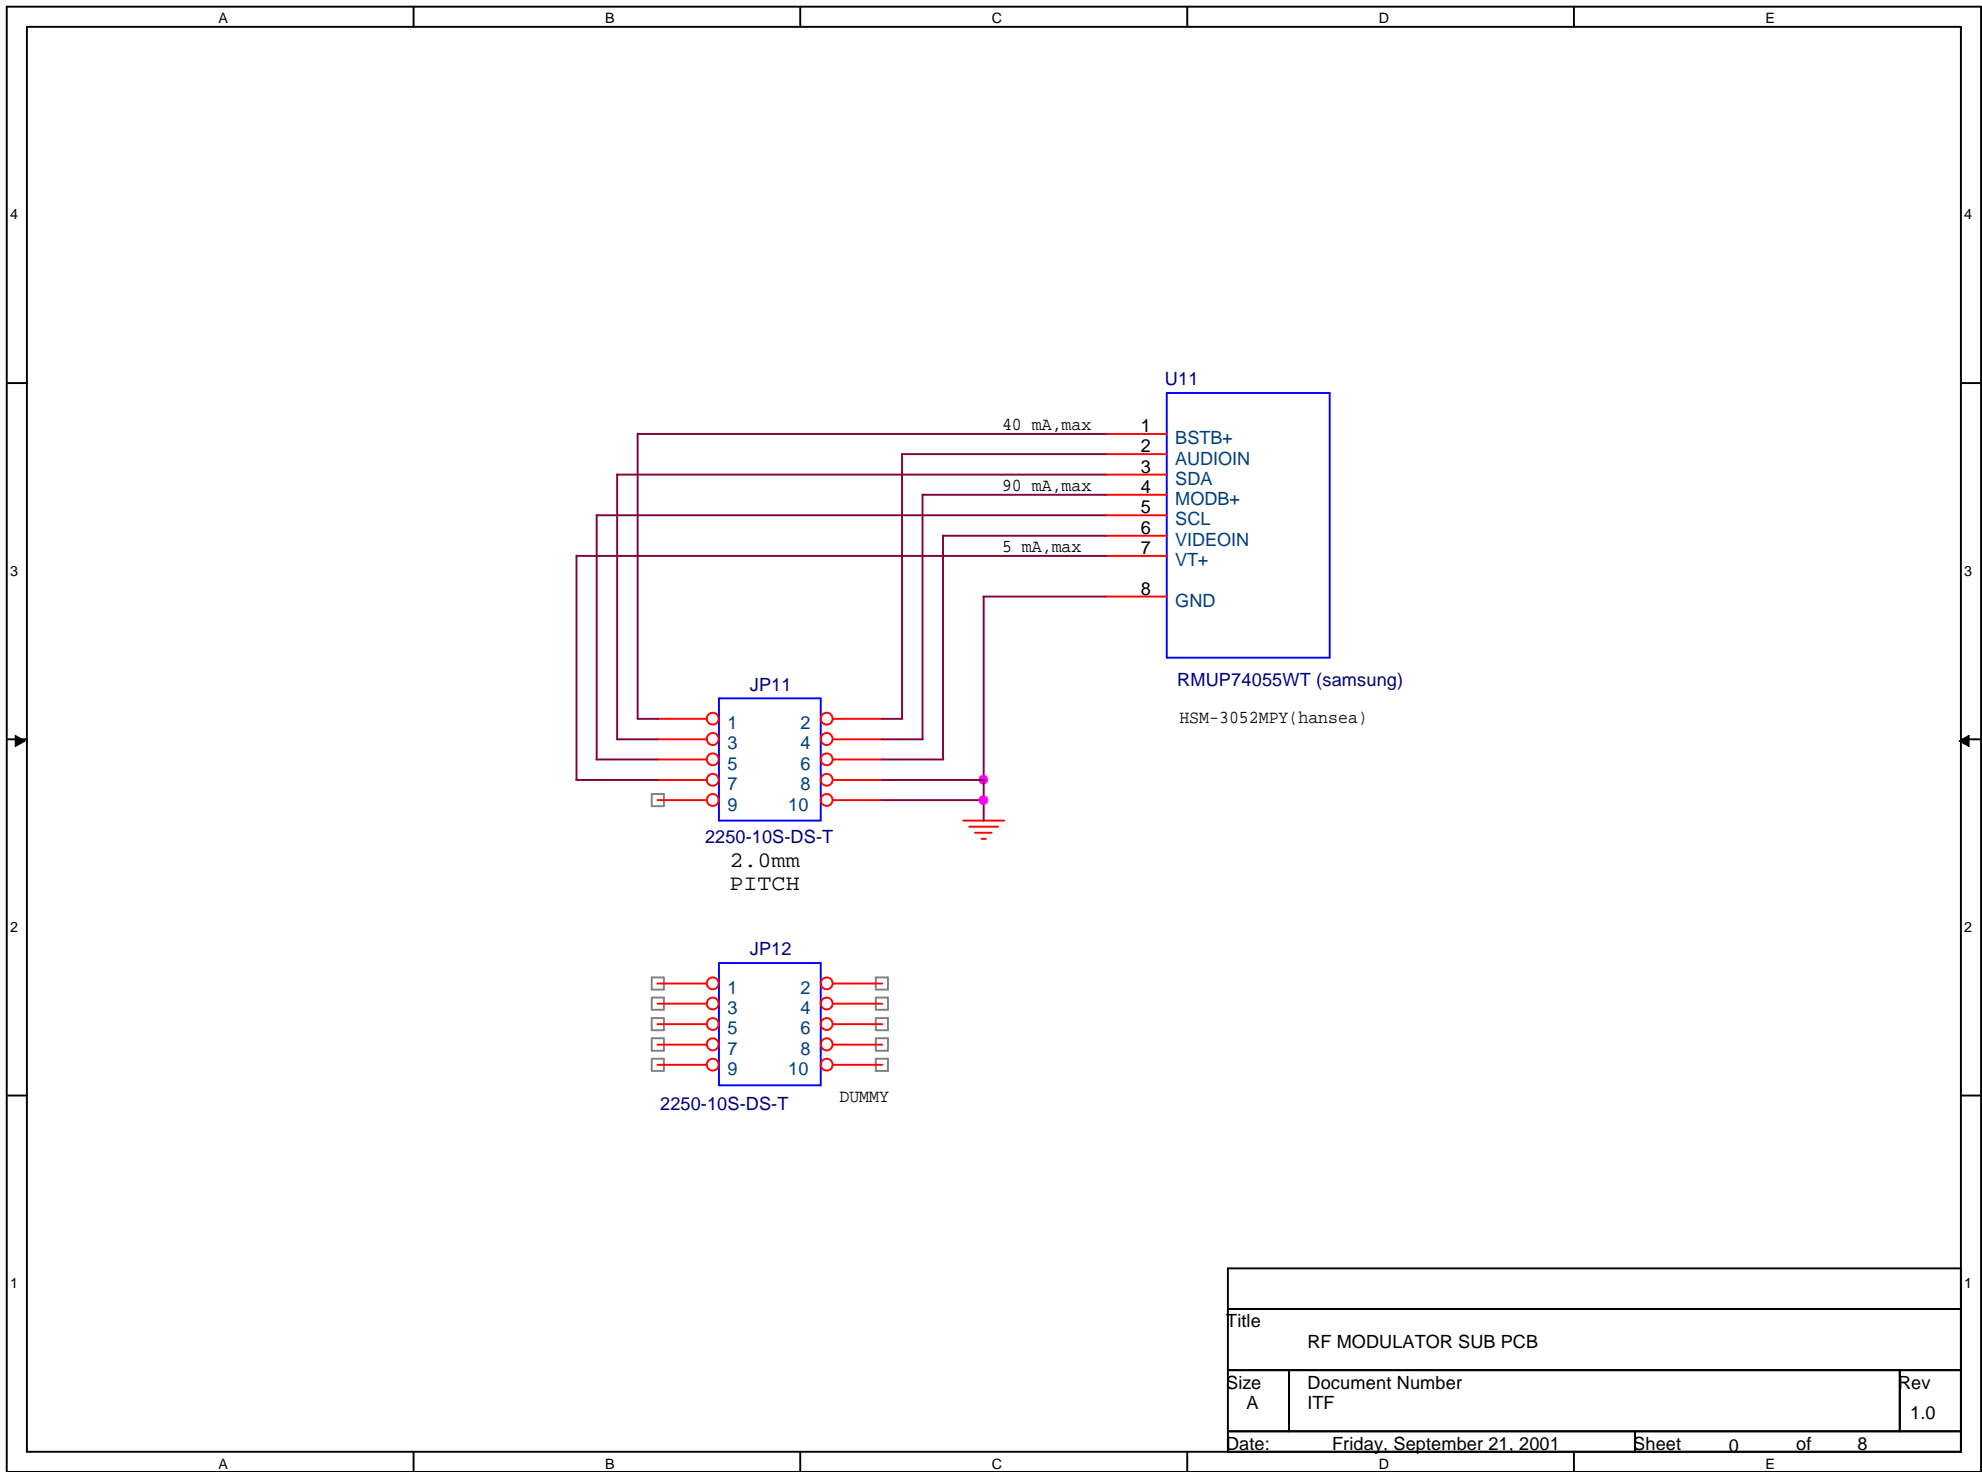 A B C D E
4 4
U11
40 mA,max 1 BSTB+
2 AUDIOIN
3 SDA
90 mA,max 4 MODB+
5 SCL
6 VIDEOIN
5 mA,max 7 VT+
3 3
8 GND
RMUP74055WT (samsung)
HSM-3052MPY(hansea)
JP11
1 2
3 4
5 6
7 8
9 10
2250-10S-DS-T
2.0mm
PITCH
2 2
JP12
1 2
3 4
5 6
7 8
9 10
2250-10S-DS-T DUMMY
1 1
Title
RF MODULATOR SUB PCB
Size Document Number Rev
A ITF 1.0
Date: Friday, September 21, 2001 Sheet 0 of 8
A B C D E